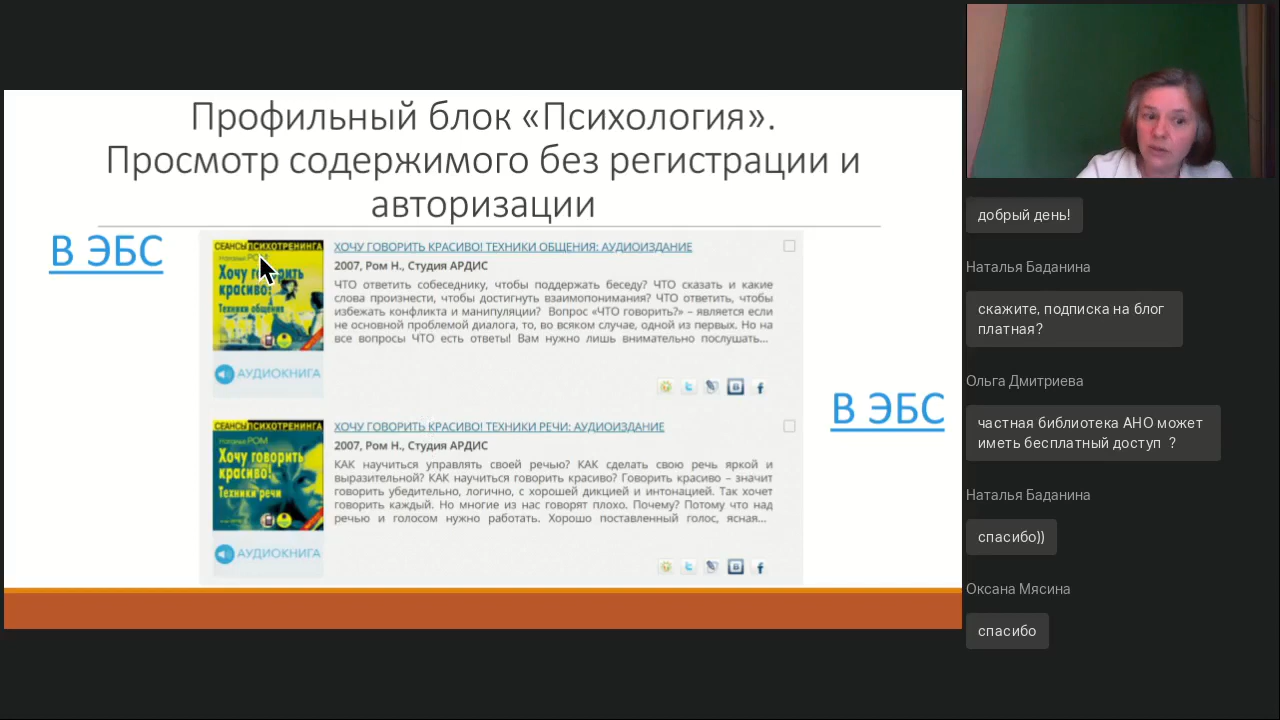 Профильный блок «Психология».
Просмотр содержимого без регистрации и
авторизации
В ЭБС
СЕАНСЫ ПСИХОТРЕНИНГА
РОМ
Хочу говорить
красиво!
Техники общения
АУДИОКНИГА
ХОЧУ ГОВОРИТЬ КРАСИВО! ТЕХНИКИ ОБЩЕНИЯ: АУДИОИЗДАНИЕ
2007, Ром Н., Студия АРДИС
ЧТО ответить собеседнику, чтобы поддержать беседу? ЧТО сказать и какие
слова произнести, чтобы достигнуть взаимопонимания? ЧТО ответить, чтобы
избежать конфликта и манипуляции? Вопрос «ЧТО говорить?» – является если
не основной проблемой диалога, то, во всяком случае, одной из первых. Но на
все вопросы ЧТО есть ответы! Вам нужно лишь внимательно послушать...
В ЭБС
СЕАНСЫ ПСИХОТРЕНИНГА
РОМ
Хочу говорить
красиво!
Техники речи
АУДИОКНИГА
ХОЧУ ГОВОРИТЬ КРАСИВО! ТЕХНИКИ РЕЧИ: АУДИОИЗДАНИЕ
2007, Ром Н., Студия АРДИС
КАК научиться управлять своей речью? КАК сделать свою речь яркой и
выразительной? КАК научиться говорить красиво? Говорить красиво – значит
говорить убедительно, логично, с хорошей дикцией и интонацией. Так хочет
говорить каждый. Но многие из нас говорят плохо. Почему? Потому что над
речью и голосом нужно работать. Хорошо поставленный голос, ясная...
добрый день!
Наталья Баданина
скажите, подписка на блог
платная?
Ольга Дмитриева
частная библиотека АНО может
иметь бесплатный доступ ?
Наталья Баданина
спасибо))
Оксана Мясина
спасибо